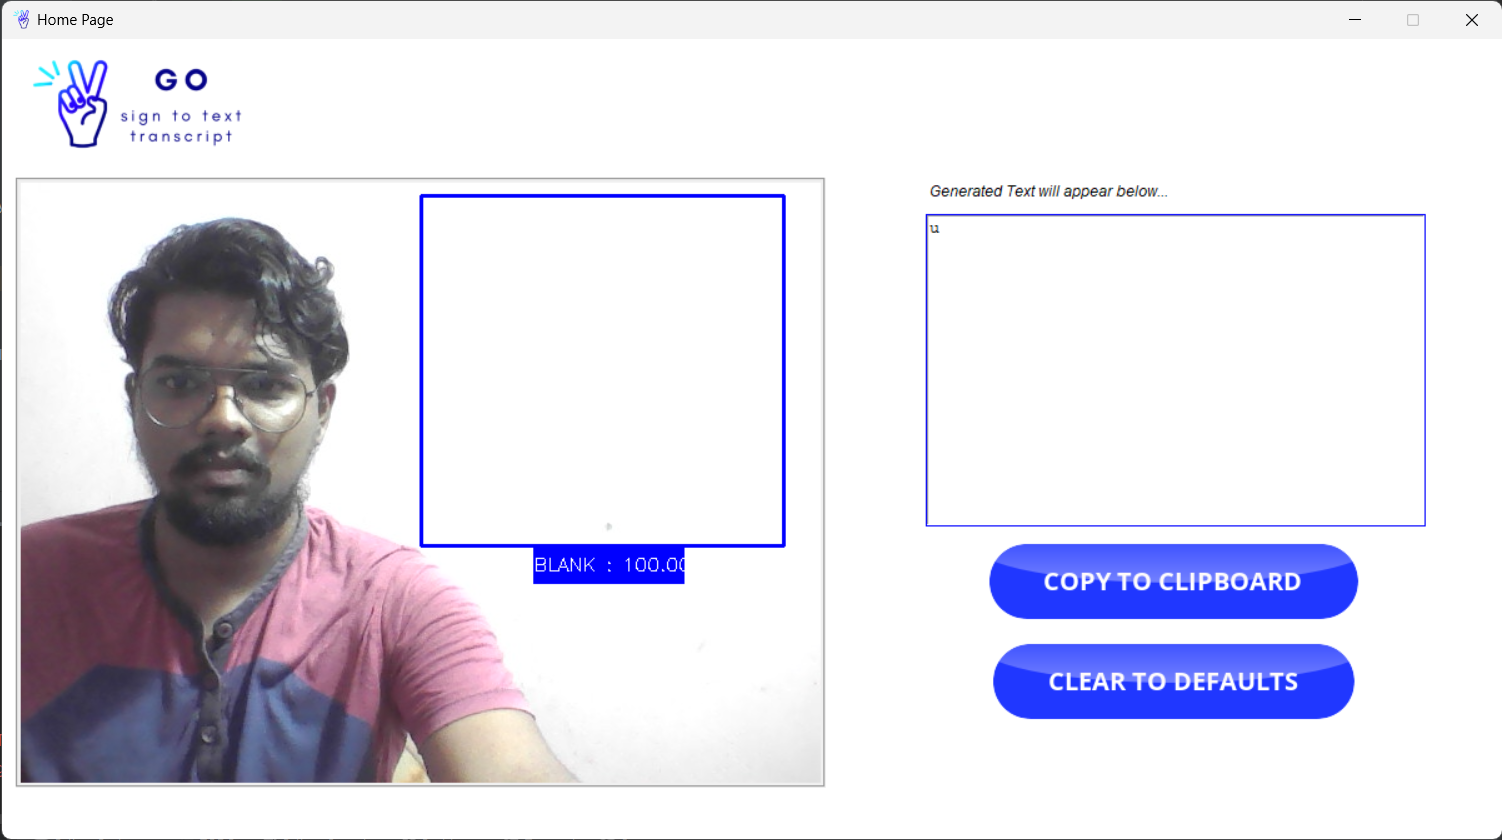 Home Page
GO
sign to text
transcript
Generated Text will appear below...
u
BLANK : 100.00
COPY TO CLIPBOARD
CLEAR TO DEFAULTS